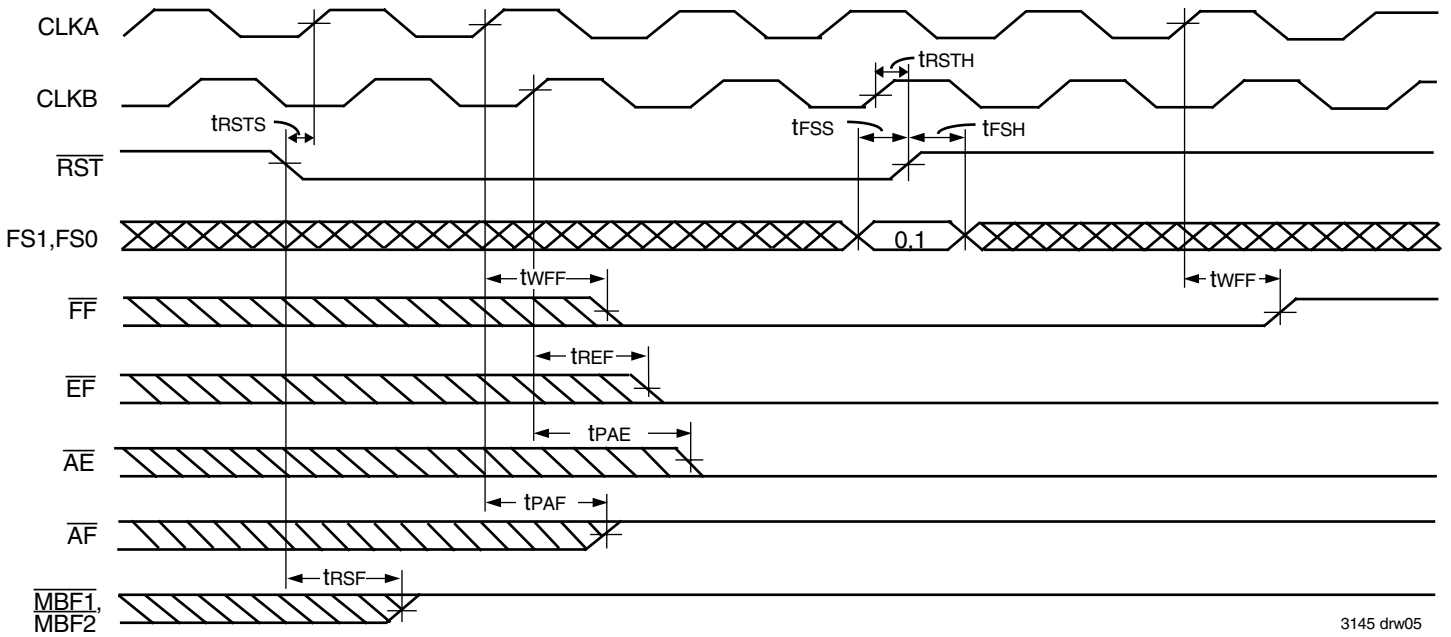 CLKA
tRSTH
CLKB
tRSTS
tFSS
tFSH
RST
FS1,FS0
0,1
tWFF
tWFF
FF
tREF
EF
tPAE
AE
tPAF
AF
tRSF
MBF1,
MBF2
3145 drw05